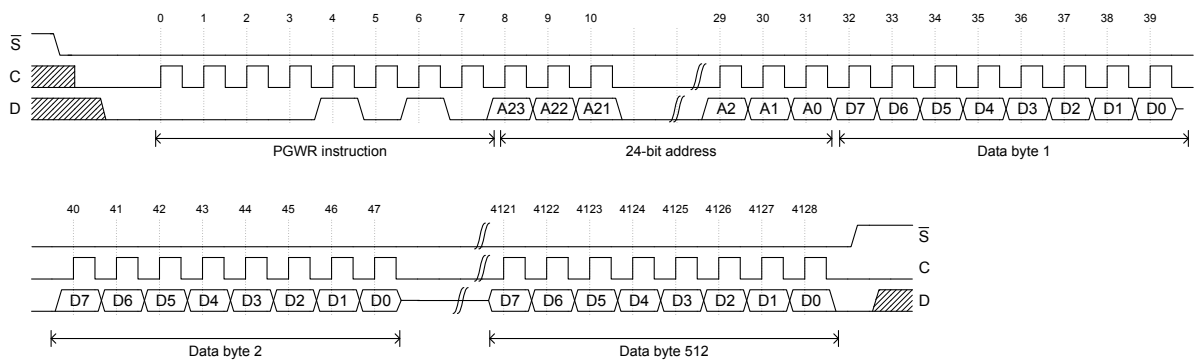 0 1 2 3 4 5 6 7 8 9 10 29 30 31 32 33 34 35 36 37 38 39
S
C
D A23 A22 A21 A2 A1 A0 D7 D6 D5 D4 D3 D2 D1 D0
PGWR instruction 24-bit address Data byte 1
40 41 42 43 44 45 46 47 4121 4122 4123 4124 4125 4126 4127 4128
S
C
D7 D6 D5 D4 D3 D2 D1 D0 D7 D6 D5 D4 D3 D2 D1 D0 D
Data byte 2 Data byte 512